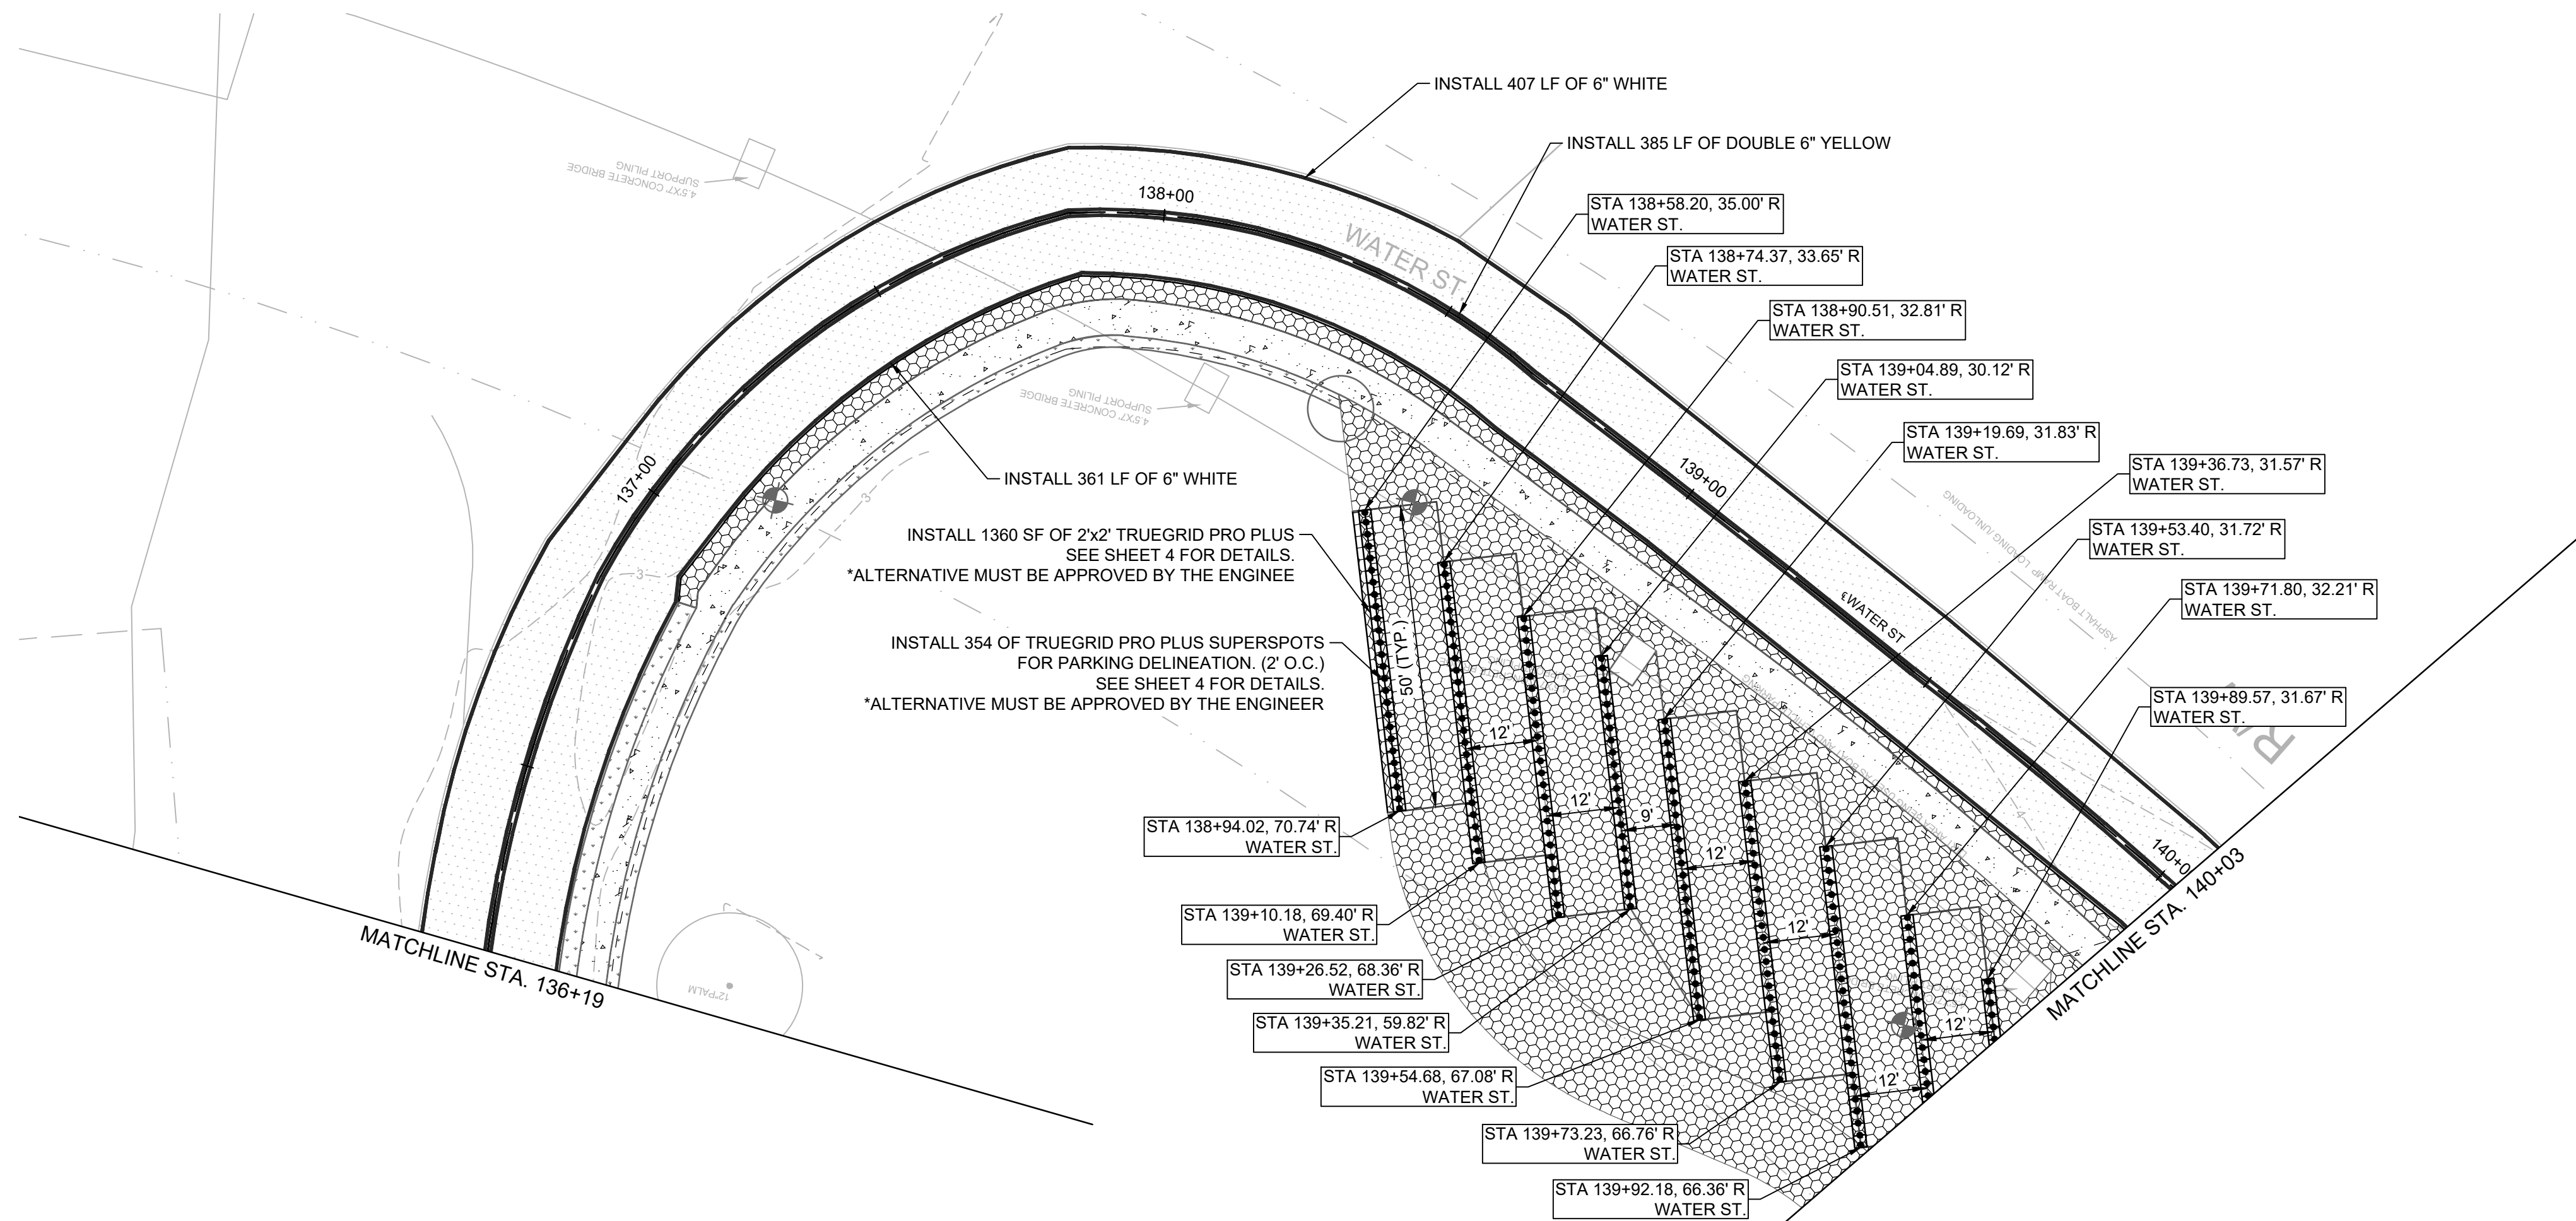 INSTALL 407 LF OF 6" WHITE
INSTALL 385 LF OF DOUBLE 6" YELLOW
4.5'X7' CONCRETE BRIDGE
SUPPORT PILING
138+00
WATER ST.
STA 138+58.20, 35.00' R
WATER ST.
STA 138+74.37, 33.65' R
WATER ST.
STA 138+90.51, 32.81' R
WATER ST.
STA 139+04.89, 30.12' R
WATER ST.
STA 139+19.69, 31.83' R
WATER ST.
STA 139+36.73, 31.57' R
WATER ST.
STA 139+53.40, 31.72' R
WATER ST.
STA 139+71.80, 32.21' R
WATER ST.
STA 139+89.57, 31.67' R
WATER ST.
4.5'X7' CONCRETE BRIDGE
SUPPORT PILING
137+00
139+00
INSTALL 361 LF OF 6" WHITE
3
3
INSTALL 1360 SF OF 2'x2' TRUEGRID PRO PLUS
SEE SHEET 4 FOR DETAILS.
*ALTERNATIVE MUST BE APPROVED BY THE ENGINEE
INSTALL 354 OF TRUEGRID PRO PLUS SUPERSPOTS
FOR PARKING DELINEATION. (2' O.C.)
SEE SHEET 4 FOR DETAILS.
*ALTERNATIVE MUST BE APPROVED BY THE ENGINEER
50' (TYP.)
ASPHALT BOAT RAMP LOADING/UNLOADING
℄WATER ST
12'
12'
9'
12'
12'
12'
12'
4
140+0
MATCHLINE STA. 140+03
STA 138+94.02, 70.74' R
WATER ST.
STA 139+10.18, 69.40' R
WATER ST.
STA 139+26.52, 68.36' R
WATER ST.
STA 139+35.21, 59.82' R
WATER ST.
STA 139+54.68, 67.08' R
WATER ST.
STA 139+73.23, 66.76' R
WATER ST.
STA 139+92.18, 66.36' R
WATER ST.
MATCHLINE STA. 136+19
12"PALM